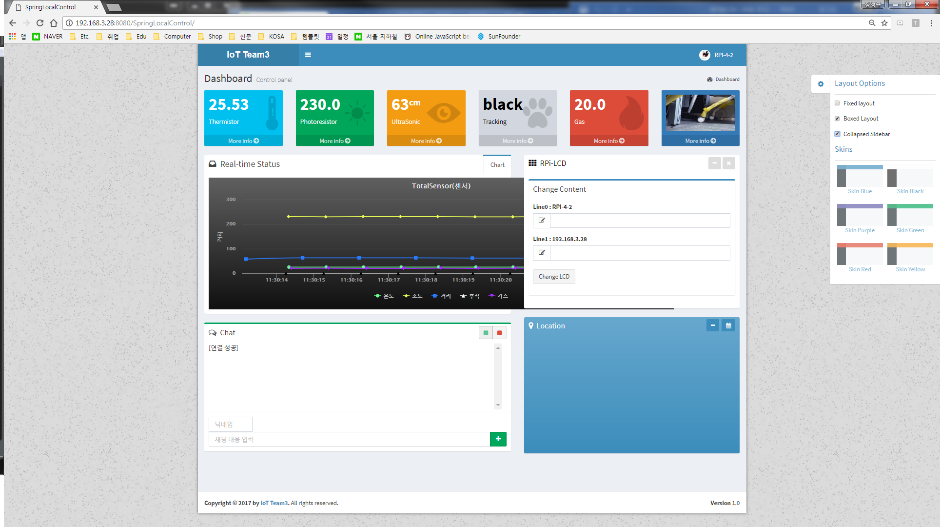 SpringLocalControl
192.168.3.28:8080/SpringLocalControl/
앱 NAVER Etc 취업 Edu Computer Shop 신문 KOSA 템플릿 일정 서울 지하철 Online JavaScript be SunFounder
IoT Team3
RPi-4-2
Dashboard Control panel
Dashboard
25.53
Thermistor
More info
230.0
Photoresistor
More info
63cm
UltraSonic
More info
black
Tracking
More info
20.0
Gas
More info
More info
Layout Options
Fixed layout
Boxed Layout
Collapsed Sidebar
Skins
Skin Blue
Skin Black
Skin Purple
Skin Green
Skin Red
Skin Yellow
Real-time Status
Chart
TotalSensor(센서)
300
200
100
0
11:30:14 11:30:15 11:30:16 11:30:17 11:30:18 11:30:19 11:30:20
온도 조도 거리 추적 가스
RPi-LCD
Change Content
Line0 : RPi-4-2
Line1 : 192.168.3.28
Change LCD
Chat
[연결 성공]
닉네임
채팅 내용 입력
Location
Copyright © 2017 by IoT Team3. All rights reserved.
Version 1.0